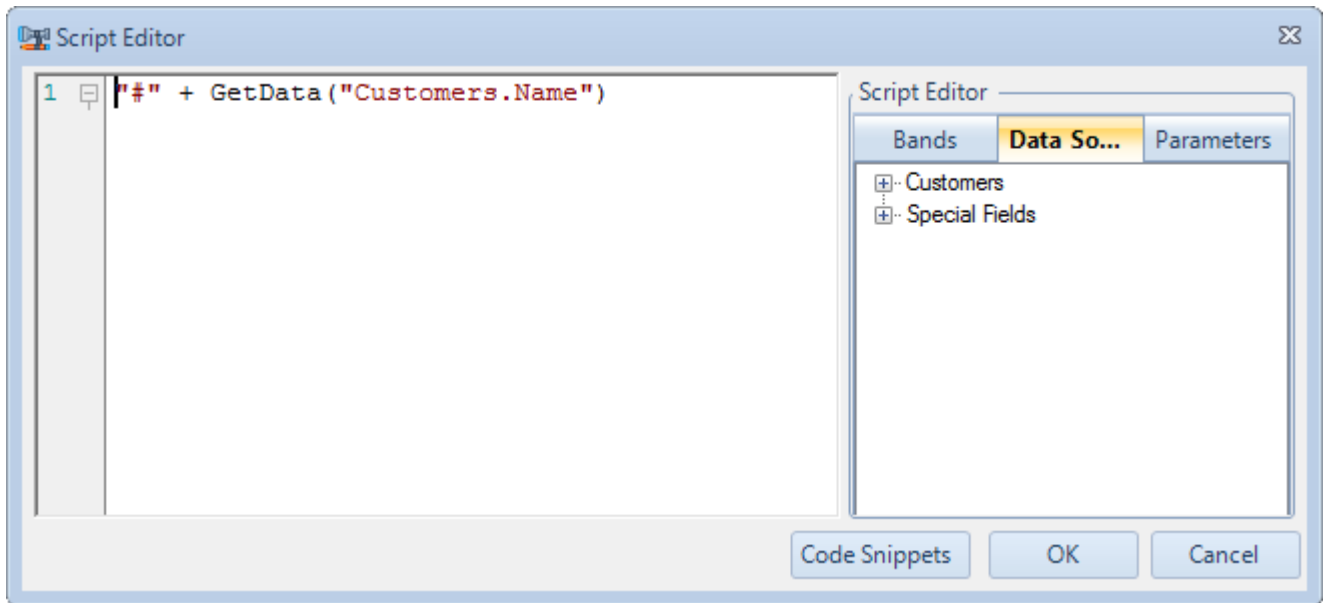 Script Editor
1 "#" + GetData("Customers.Name")
Script Editor
Bands Data So... Parameters
Customers
Special Fields
Code Snippets OK Cancel